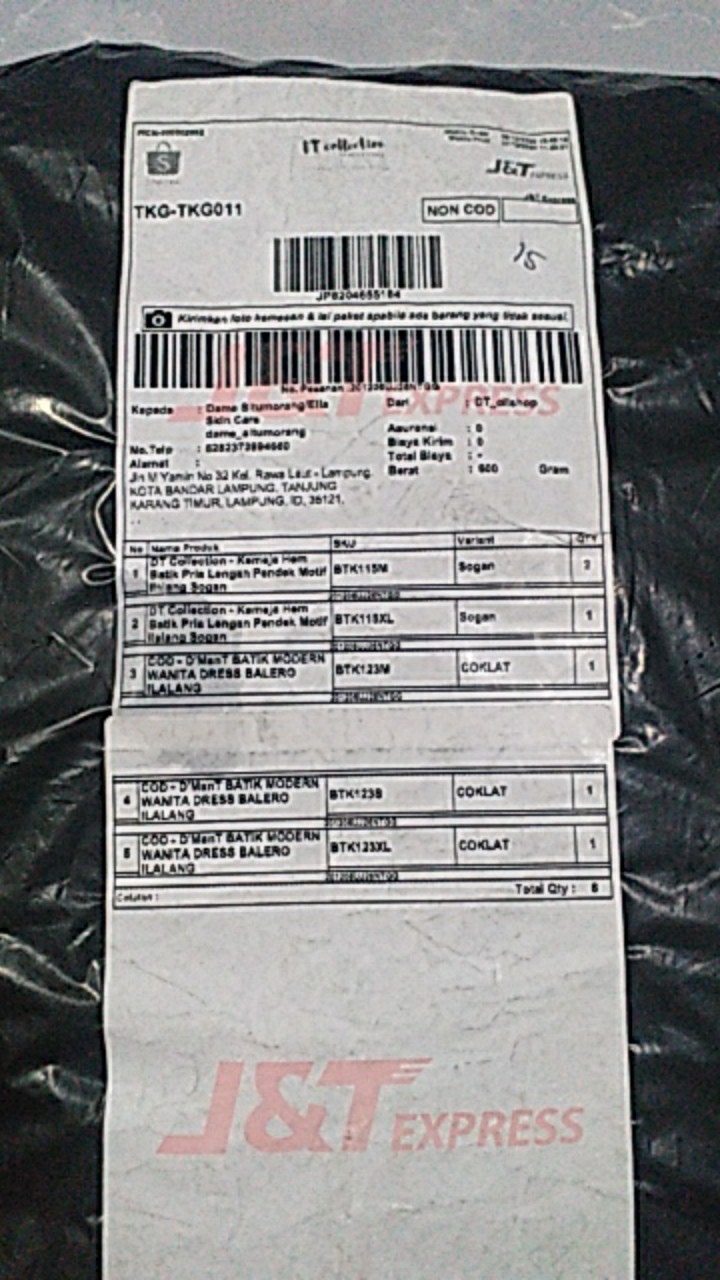 DT collection
J&T EXPRESS
TKG-TKG011
NON COD
15
JP8204655184
Kirimkan foto kemasan & isi paket apabila ada barang yang tidak sesuai.
No. Pesanan
J&T EXPRESS
Kepada : Dame Situmorang/Ella Skin Care
dame_situmorang
Dari : DT_olshop
Asuransi : 0
Biaya Kirim : 0
Total Biaya : -
Berat : 600 Gram
No.Telp :
Alamat :
Jln M Yamin No 32 Kel. Rawa Laut - Lampung,
KOTA BANDAR LAMPUNG, TANJUNG
KARANG TIMUR, LAMPUNG, ID, 35121.
No Nama Produk SKU Variant QTY
1 DT Collection - Kemeja Hem Batik Pria Lengan Pendek Motif Ilalang Sogan BTK115M Sogan 2
2 DT Collection - Kemeja Hem Batik Pria Lengan Pendek Motif Ilalang Sogan BTK115XL Sogan 1
3 COD - D'ManT BATIK MODERN WANITA DRESS BALERO ILALANG BTK123M COKLAT 1
4 COD - D'ManT BATIK MODERN WANITA DRESS BALERO ILALANG BTK123S COKLAT 1
5 COD - D'ManT BATIK MODERN WANITA DRESS BALERO ILALANG BTK123XL COKLAT 1
Total Qty : 6
J&T EXPRESS